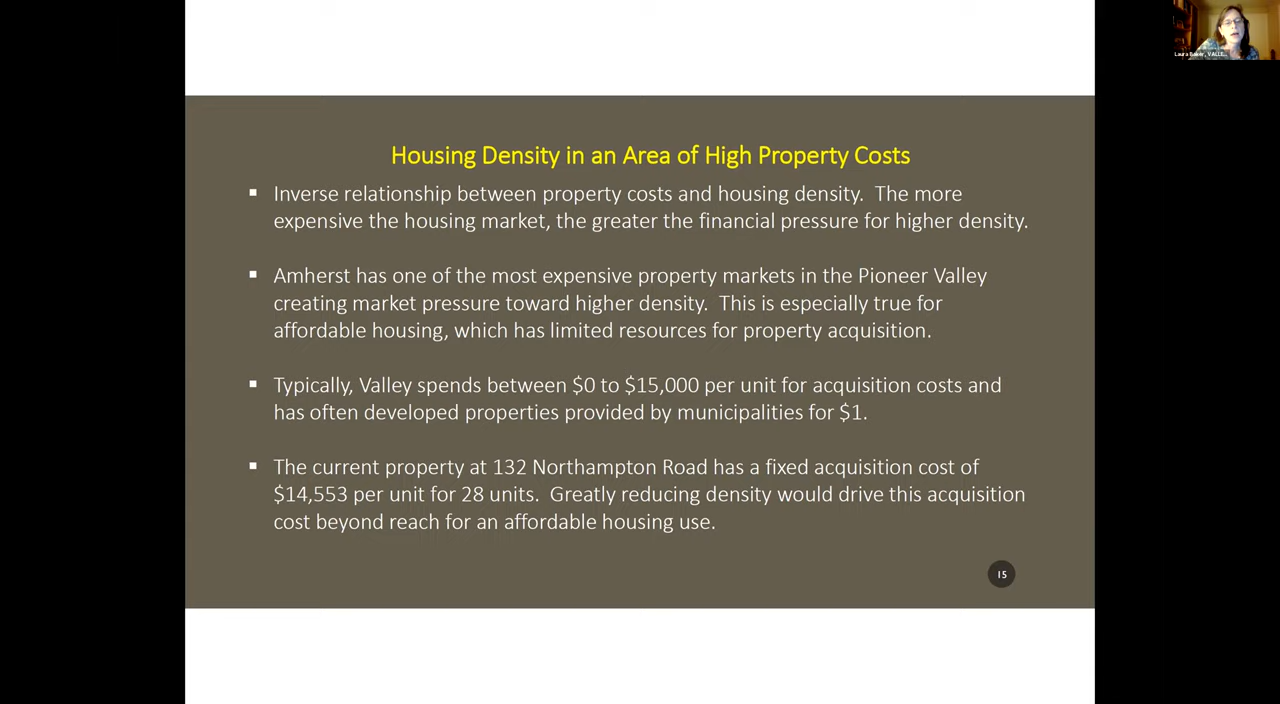 Laura Baker, VALLE...
Housing Density in an Area of High Property Costs
▪ Inverse relationship between property costs and housing density. The more
expensive the housing market, the greater the financial pressure for higher density.
▪ Amherst has one of the most expensive property markets in the Pioneer Valley
creating market pressure toward higher density. This is especially true for
affordable housing, which has limited resources for property acquisition.
▪ Typically, Valley spends between $0 to $15,000 per unit for acquisition costs and
has often developed properties provided by municipalities for $1.
▪ The current property at 132 Northampton Road has a fixed acquisition cost of
$14,553 per unit for 28 units. Greatly reducing density would drive this acquisition
cost beyond reach for an affordable housing use.
15